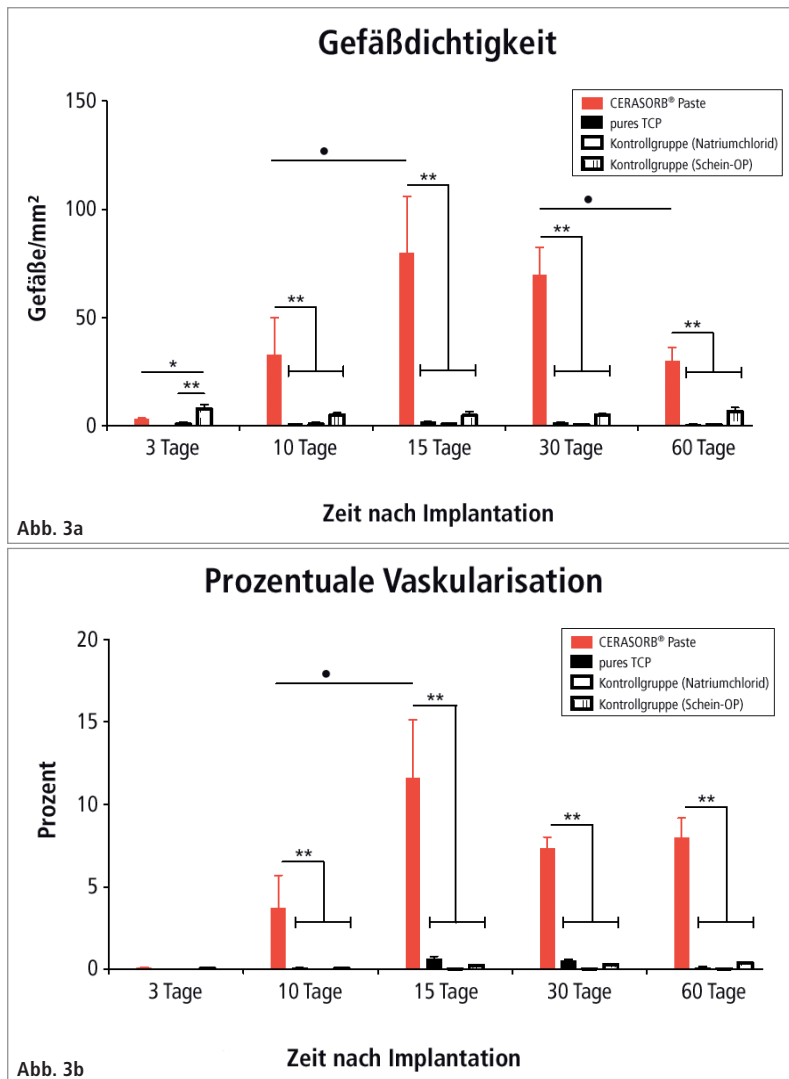 Gefäßdichtigkeit
150
100
50
0
Gefäße/mm²
CERASORB® Paste
pures TCP
Kontrollgruppe (Natriumchlorid)
Kontrollgruppe (Schein-OP)
*
**
**
•
**
**
•
**
3 Tage
10 Tage
15 Tage
30 Tage
60 Tage
Zeit nach Implantation
Abb. 3a
Prozentuale Vaskularisation
20
15
10
5
0
Prozent
CERASORB® Paste
pures TCP
Kontrollgruppe (Natriumchlorid)
Kontrollgruppe (Schein-OP)
**
•
**
**
**
3 Tage
10 Tage
15 Tage
30 Tage
60 Tage
Zeit nach Implantation
Abb. 3b